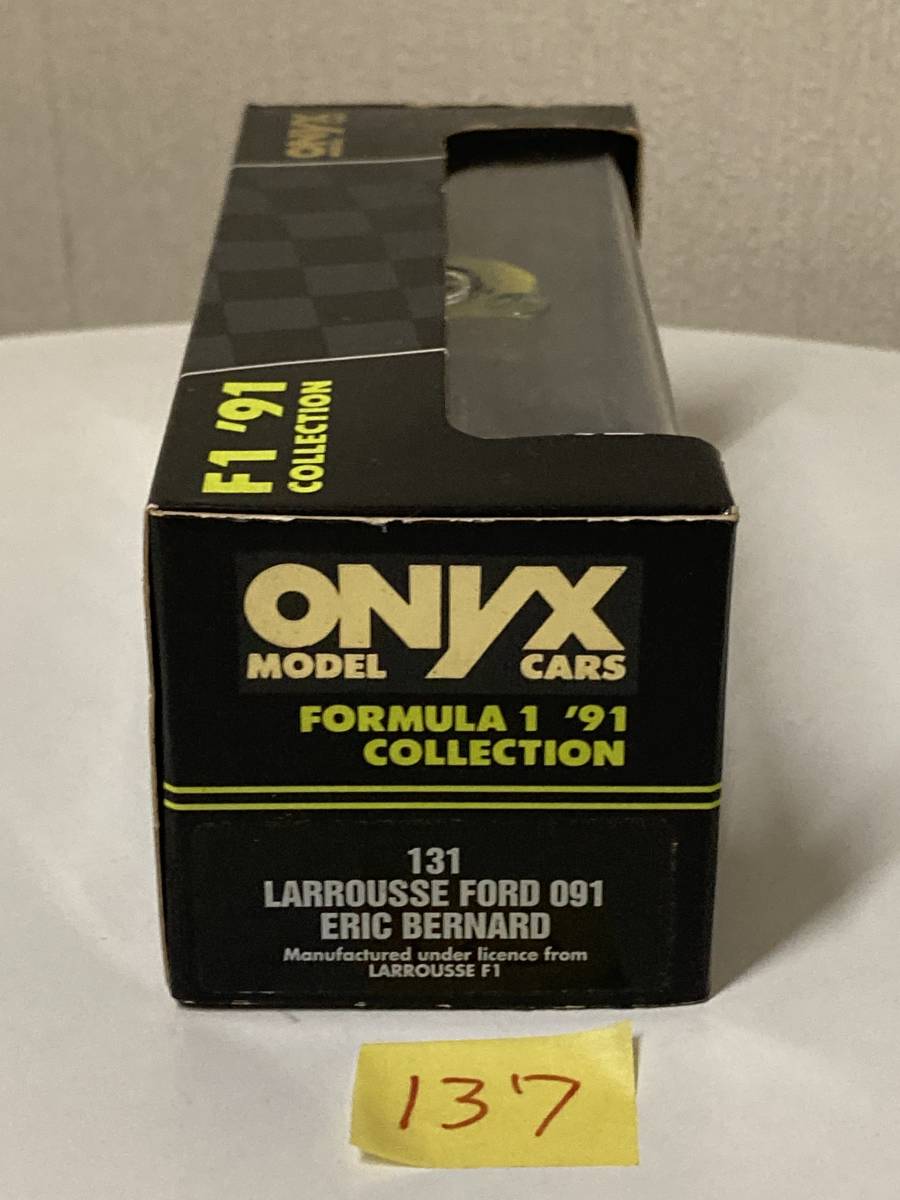 ONYX
F1 '91
COLLECTION
ONYX
MODEL CARS
FORMULA 1 '91
COLLECTION
131
LARROUSSE FORD 091
ERIC BERNARD
Manufactured under licence from
LARROUSSE F1
137